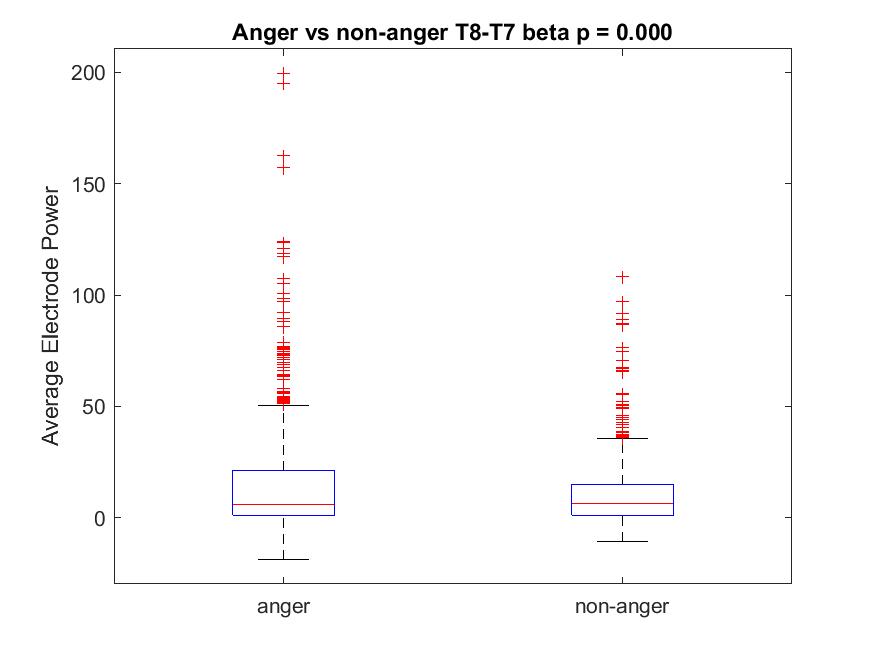 Anger vs non-anger T8-T7 beta p = 0.000
Average Electrode Power
200
150
100
50
0
anger
non-anger